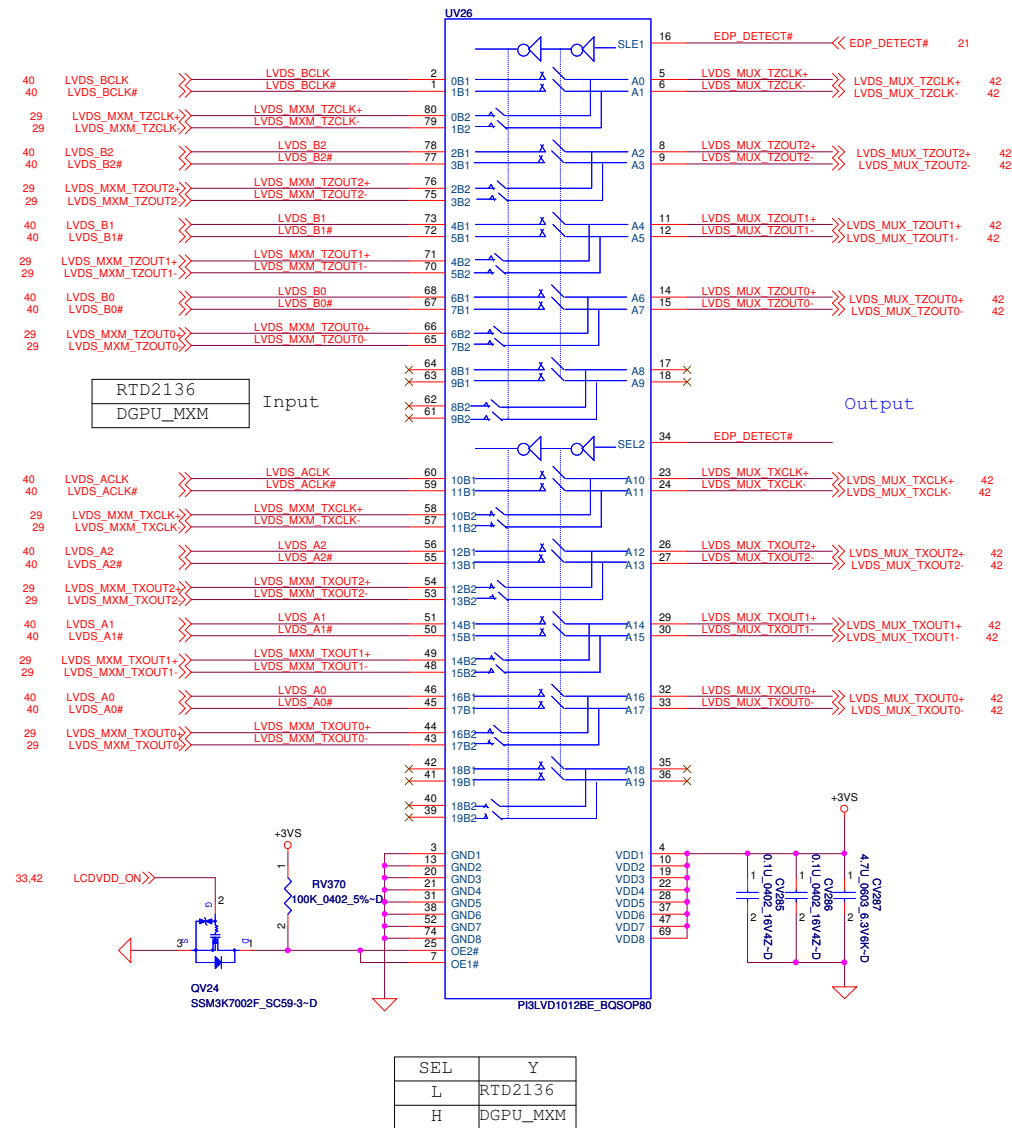 UV26
16 EDP_DETECT# EDP_DETECT# 21
SLE1
40 LVDS_BCLK LVDS_BCLK 2 0B1 A0 5 LVDS_MUX_TZCLK+ LVDS_MUX_TZCLK+ 42
40 LVDS_BCLK# LVDS_BCLK# 1 1B1 A1 6 LVDS_MUX_TZCLK- LVDS_MUX_TZCLK- 42
29 LVDS_MXM_TZCLK+ LVDS_MXM_TZCLK+ 80 0B2
29 LVDS_MXM_TZCLK- LVDS_MXM_TZCLK- 79 1B2
40 LVDS_B2 LVDS_B2 78 2B1 A2 8 LVDS_MUX_TZOUT2+ LVDS_MUX_TZOUT2+ 42
40 LVDS_B2# LVDS_B2# 77 3B1 A3 9 LVDS_MUX_TZOUT2- LVDS_MUX_TZOUT2- 42
29 LVDS_MXM_TZOUT2+ LVDS_MXM_TZOUT2+ 76 2B2
29 LVDS_MXM_TZOUT2- LVDS_MXM_TZOUT2- 75 3B2
40 LVDS_B1 LVDS_B1 73 4B1 A4 11 LVDS_MUX_TZOUT1+ LVDS_MUX_TZOUT1+ 42
40 LVDS_B1# LVDS_B1# 72 5B1 A5 12 LVDS_MUX_TZOUT1- LVDS_MUX_TZOUT1- 42
29 LVDS_MXM_TZOUT1+ LVDS_MXM_TZOUT1+ 71 4B2
29 LVDS_MXM_TZOUT1- LVDS_MXM_TZOUT1- 70 5B2
40 LVDS_B0 LVDS_B0 68 6B1 A6 14 LVDS_MUX_TZOUT0+ LVDS_MUX_TZOUT0+ 42
40 LVDS_B0# LVDS_B0# 67 7B1 A7 15 LVDS_MUX_TZOUT0- LVDS_MUX_TZOUT0- 42
29 LVDS_MXM_TZOUT0+ LVDS_MXM_TZOUT0+ 66 6B2
29 LVDS_MXM_TZOUT0- LVDS_MXM_TZOUT0- 65 7B2
64 8B1 A8 17
63 9B1 A9 18
62 8B2
61 9B2
RTD2136
DGPU_MXM
Input
Output
SEL2 34 EDP_DETECT#
40 LVDS_ACLK LVDS_ACLK 60 10B1 A10 23 LVDS_MUX_TXCLK+ LVDS_MUX_TXCLK+ 42
40 LVDS_ACLK# LVDS_ACLK# 59 11B1 A11 24 LVDS_MUX_TXCLK- LVDS_MUX_TXCLK- 42
29 LVDS_MXM_TXCLK+ LVDS_MXM_TXCLK+ 58 10B2
29 LVDS_MXM_TXCLK- LVDS_MXM_TXCLK- 57 11B2
40 LVDS_A2 LVDS_A2 56 12B1 A12 26 LVDS_MUX_TXOUT2+ LVDS_MUX_TXOUT2+ 42
40 LVDS_A2# LVDS_A2# 55 13B1 A13 27 LVDS_MUX_TXOUT2- LVDS_MUX_TXOUT2- 42
29 LVDS_MXM_TXOUT2+ LVDS_MXM_TXOUT2+ 54 12B2
29 LVDS_MXM_TXOUT2- LVDS_MXM_TXOUT2- 53 13B2
40 LVDS_A1 LVDS_A1 51 14B1 A14 29 LVDS_MUX_TXOUT1+ LVDS_MUX_TXOUT1+ 42
40 LVDS_A1# LVDS_A1# 50 15B1 A15 30 LVDS_MUX_TXOUT1- LVDS_MUX_TXOUT1- 42
29 LVDS_MXM_TXOUT1+ LVDS_MXM_TXOUT1+ 49 14B2
29 LVDS_MXM_TXOUT1- LVDS_MXM_TXOUT1- 48 15B2
40 LVDS_A0 LVDS_A0 46 16B1 A16 32 LVDS_MUX_TXOUT0+ LVDS_MUX_TXOUT0+ 42
40 LVDS_A0# LVDS_A0# 45 17B1 A17 33 LVDS_MUX_TXOUT0- LVDS_MUX_TXOUT0- 42
29 LVDS_MXM_TXOUT0+ LVDS_MXM_TXOUT0+ 44 16B2
29 LVDS_MXM_TXOUT0- LVDS_MXM_TXOUT0- 43 17B2
42 18B1 A18 35
41 19B1 A19 36
40 18B2
39 19B2
+3VS
+3VS
3 GND1 VDD1 4
13 GND2 VDD2 10
20 GND3 VDD3 19
21 GND4 VDD4 22
31 GND5 VDD5 28
38 GND6 VDD6 37
52 GND7 VDD7 47
74 GND8 VDD8 69
25 OE2#
7 OE1#
33,42 LCDVDD_ON
1
RV370
100K_0402_5%~D
2
2
G
3 S D 1
QV24
SSM3K7002F_SC59-3~D
1 2
CV285
0.1U_0402_16V4Z~D
1 2
CV286
0.1U_0402_16V4Z~D
1 2
CV287
4.7U_0603_6.3V6K~D
PI3LVD1012BE_BQSOP80
SEL Y
L RTD2136
H DGPU_MXM